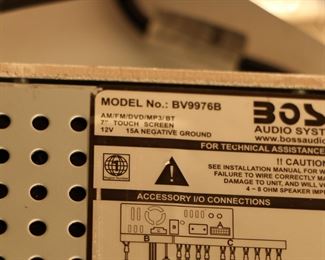 MODEL No.: BV9976B
AM/FM/DVD/MP3/BT
7" TOUCH SCREEN
12V 15A NEGATIVE GROUND
BOSS
AUDIO SYST
www.bossaudio
FOR TECHNICAL ASSISTANCE
!! CAUTION
SEE INSTALLATION MANUAL FOR W
FAILURE TO WIRE CORRECTLY MA
DAMAGE TO UNIT, AND WILL V
4 - 8 OHM SPEAKER IMP
ACCESSORY I/O CONNECTIONS
B
C